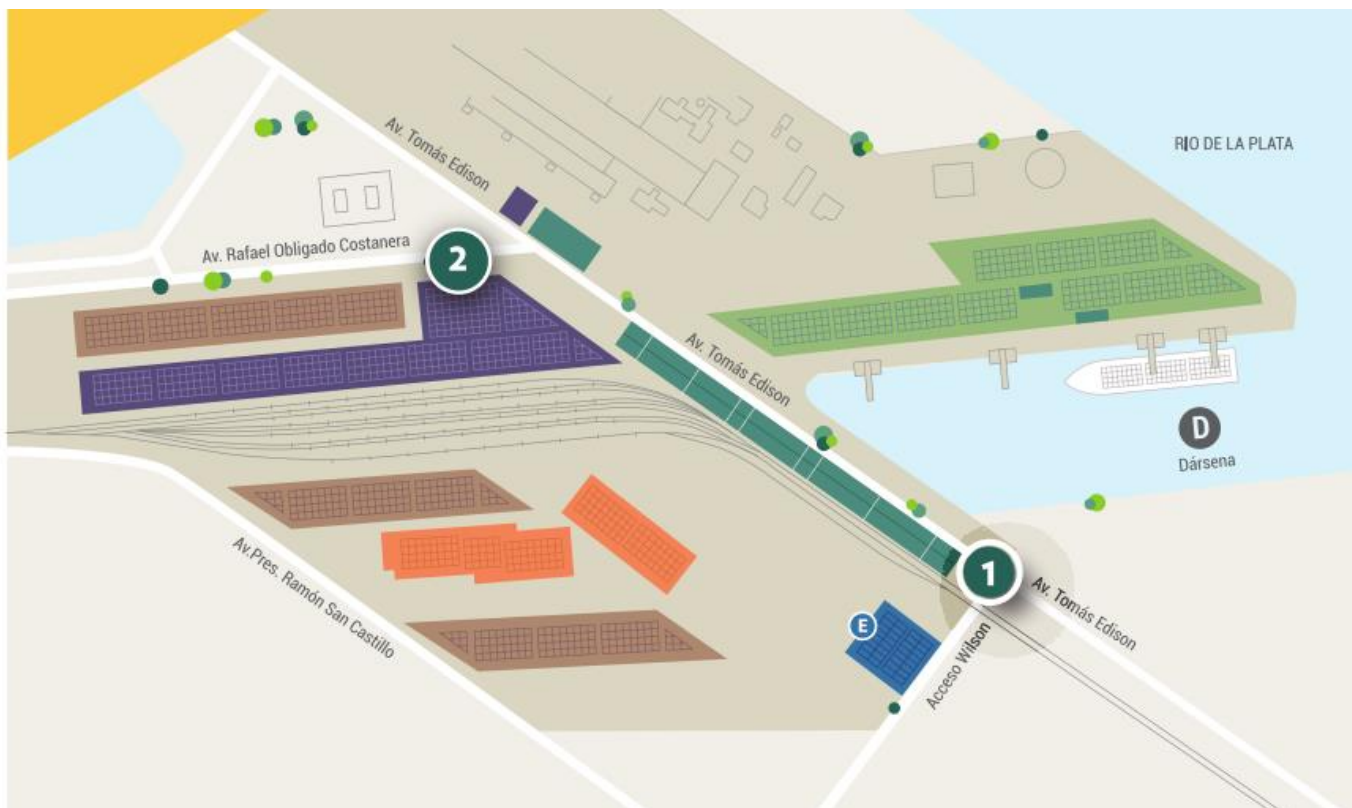 Av. Tomás Edison
RIO DE LA PLATA
Av. Rafael Obligado Costanera
2
Av. Tomás Edison
D
Dársena
Av.Pres. Ramón San Castillo
1
Av. Tomás Edison
E
Acceso Wilson